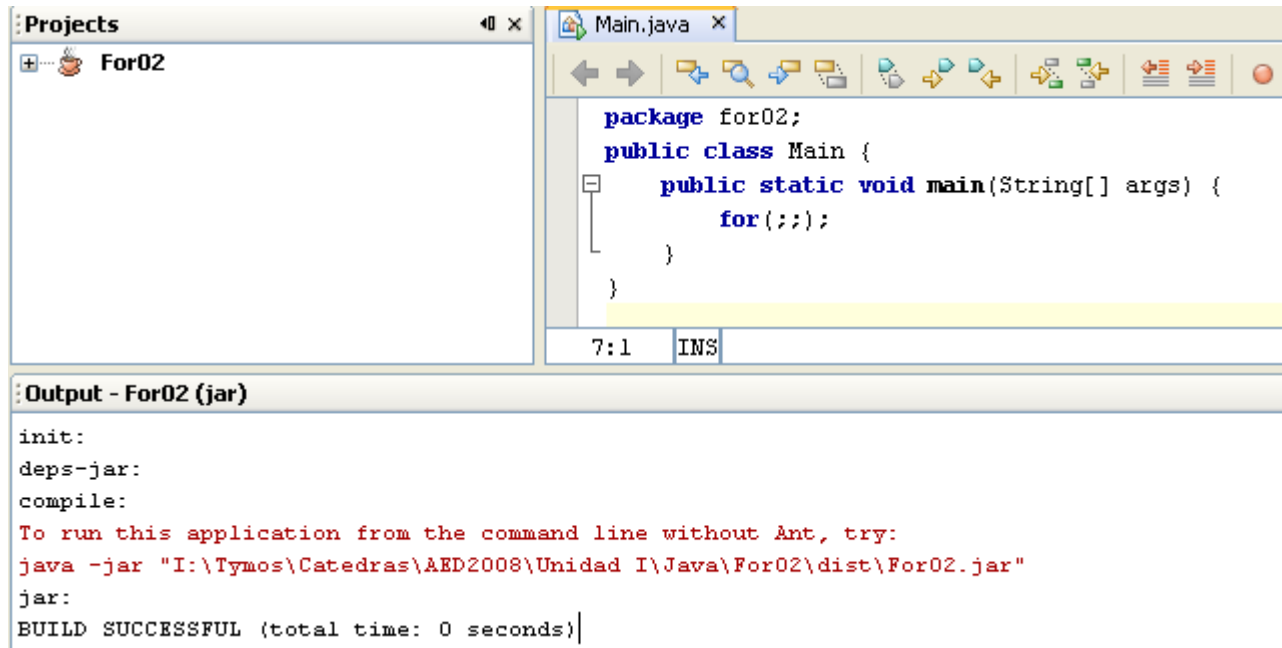 Projects
For02
Main.java
package for02;
public class Main {
public static void main(String[] args) {
for(;;);
}
}
7:1 INS
Output - For02 (jar)
init:
deps-jar:
compile:
To run this application from the command line without Ant, try:
java -jar "I:\Tymos\Catedras\AED2008\Unidad I\Java\For02\dist\For02.jar"
jar:
BUILD SUCCESSFUL (total time: 0 seconds)